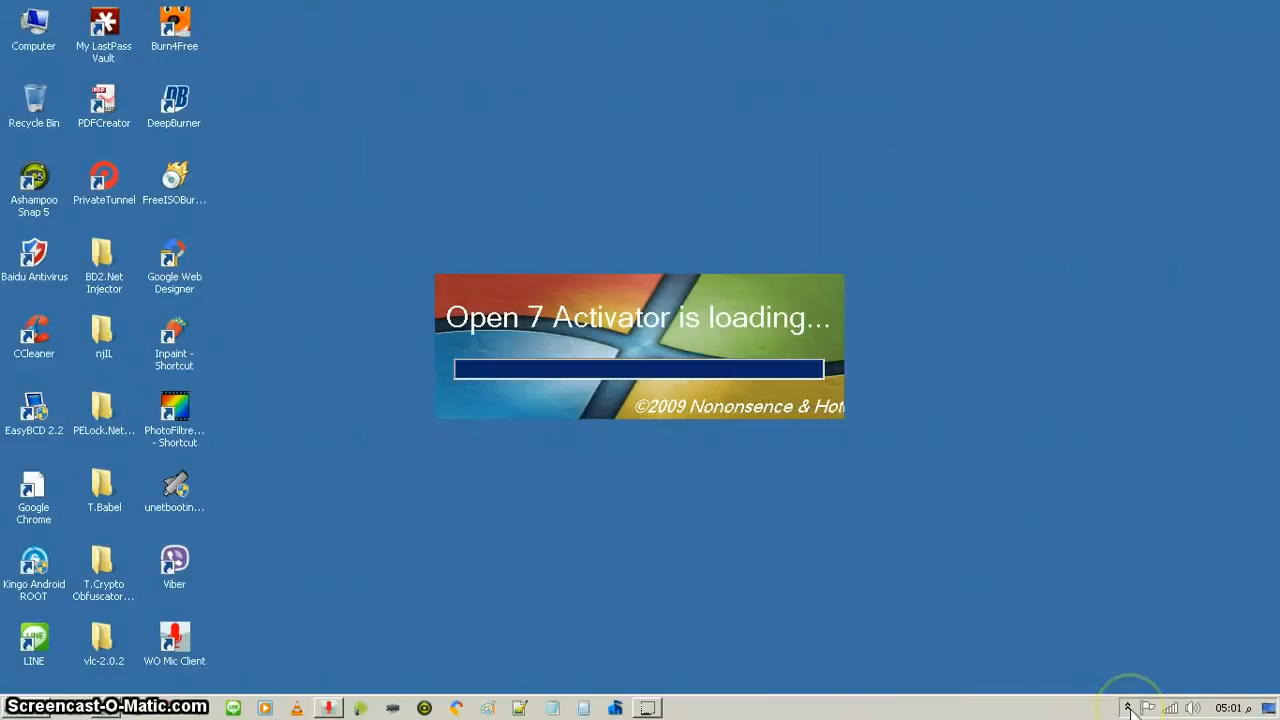 Computer
My LastPass
Vault
Burn4Free
Recycle Bin
PDFCreator
DeepBurner
Ashampoo
Snap 5
PrivateTunnel
FreeISOBur...
Baidu Antivirus
BD2.Net
Injector
Google Web
Designer
CCleaner
njIL
Inpaint -
Shortcut
EasyBCD 2.2
PELock.Net...
PhotoFiltre...
- Shortcut
Google
Chrome
T.Babel
unetbootin...
Kingo Android
ROOT
T.Crypto
Obfuscator...
Viber
LINE
vlc-2.0.2
WO Mic Client
Open 7 Activator is loading...
©2009 Nononsence & Hot
Screencast-O-Matic.com
05:01 م